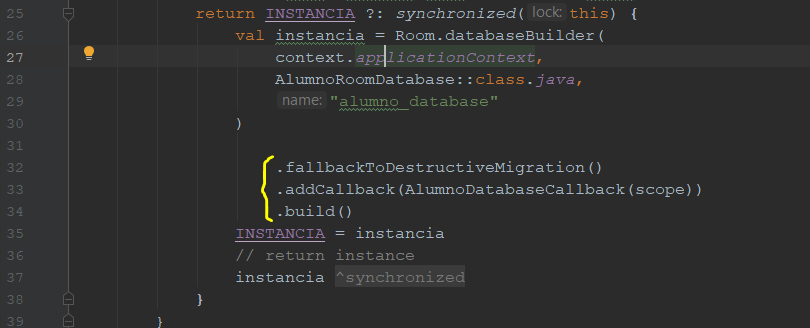 25 return INSTANCIA ?: synchronized( lock: this) {
26 val instancia = Room.databaseBuilder(
27 context.applicationContext,
28 AlumnoRoomDatabase::class.java,
29 name: "alumno_database"
30 )
31
32 .fallbackToDestructiveMigration()
33 .addCallback(AlumnoDatabaseCallback(scope))
34 .build()
35 INSTANCIA = instancia
36 // return instance
37 instancia ^synchronized
38 }
39 }